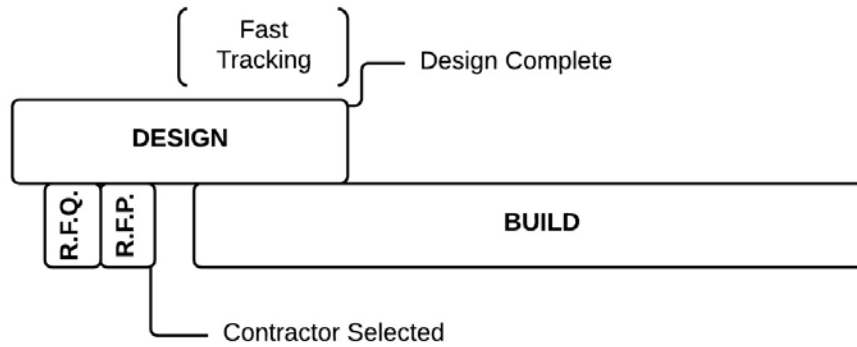 Fast
Tracking
Design Complete
DESIGN
R.F.Q.
R.F.P.
BUILD
Contractor Selected